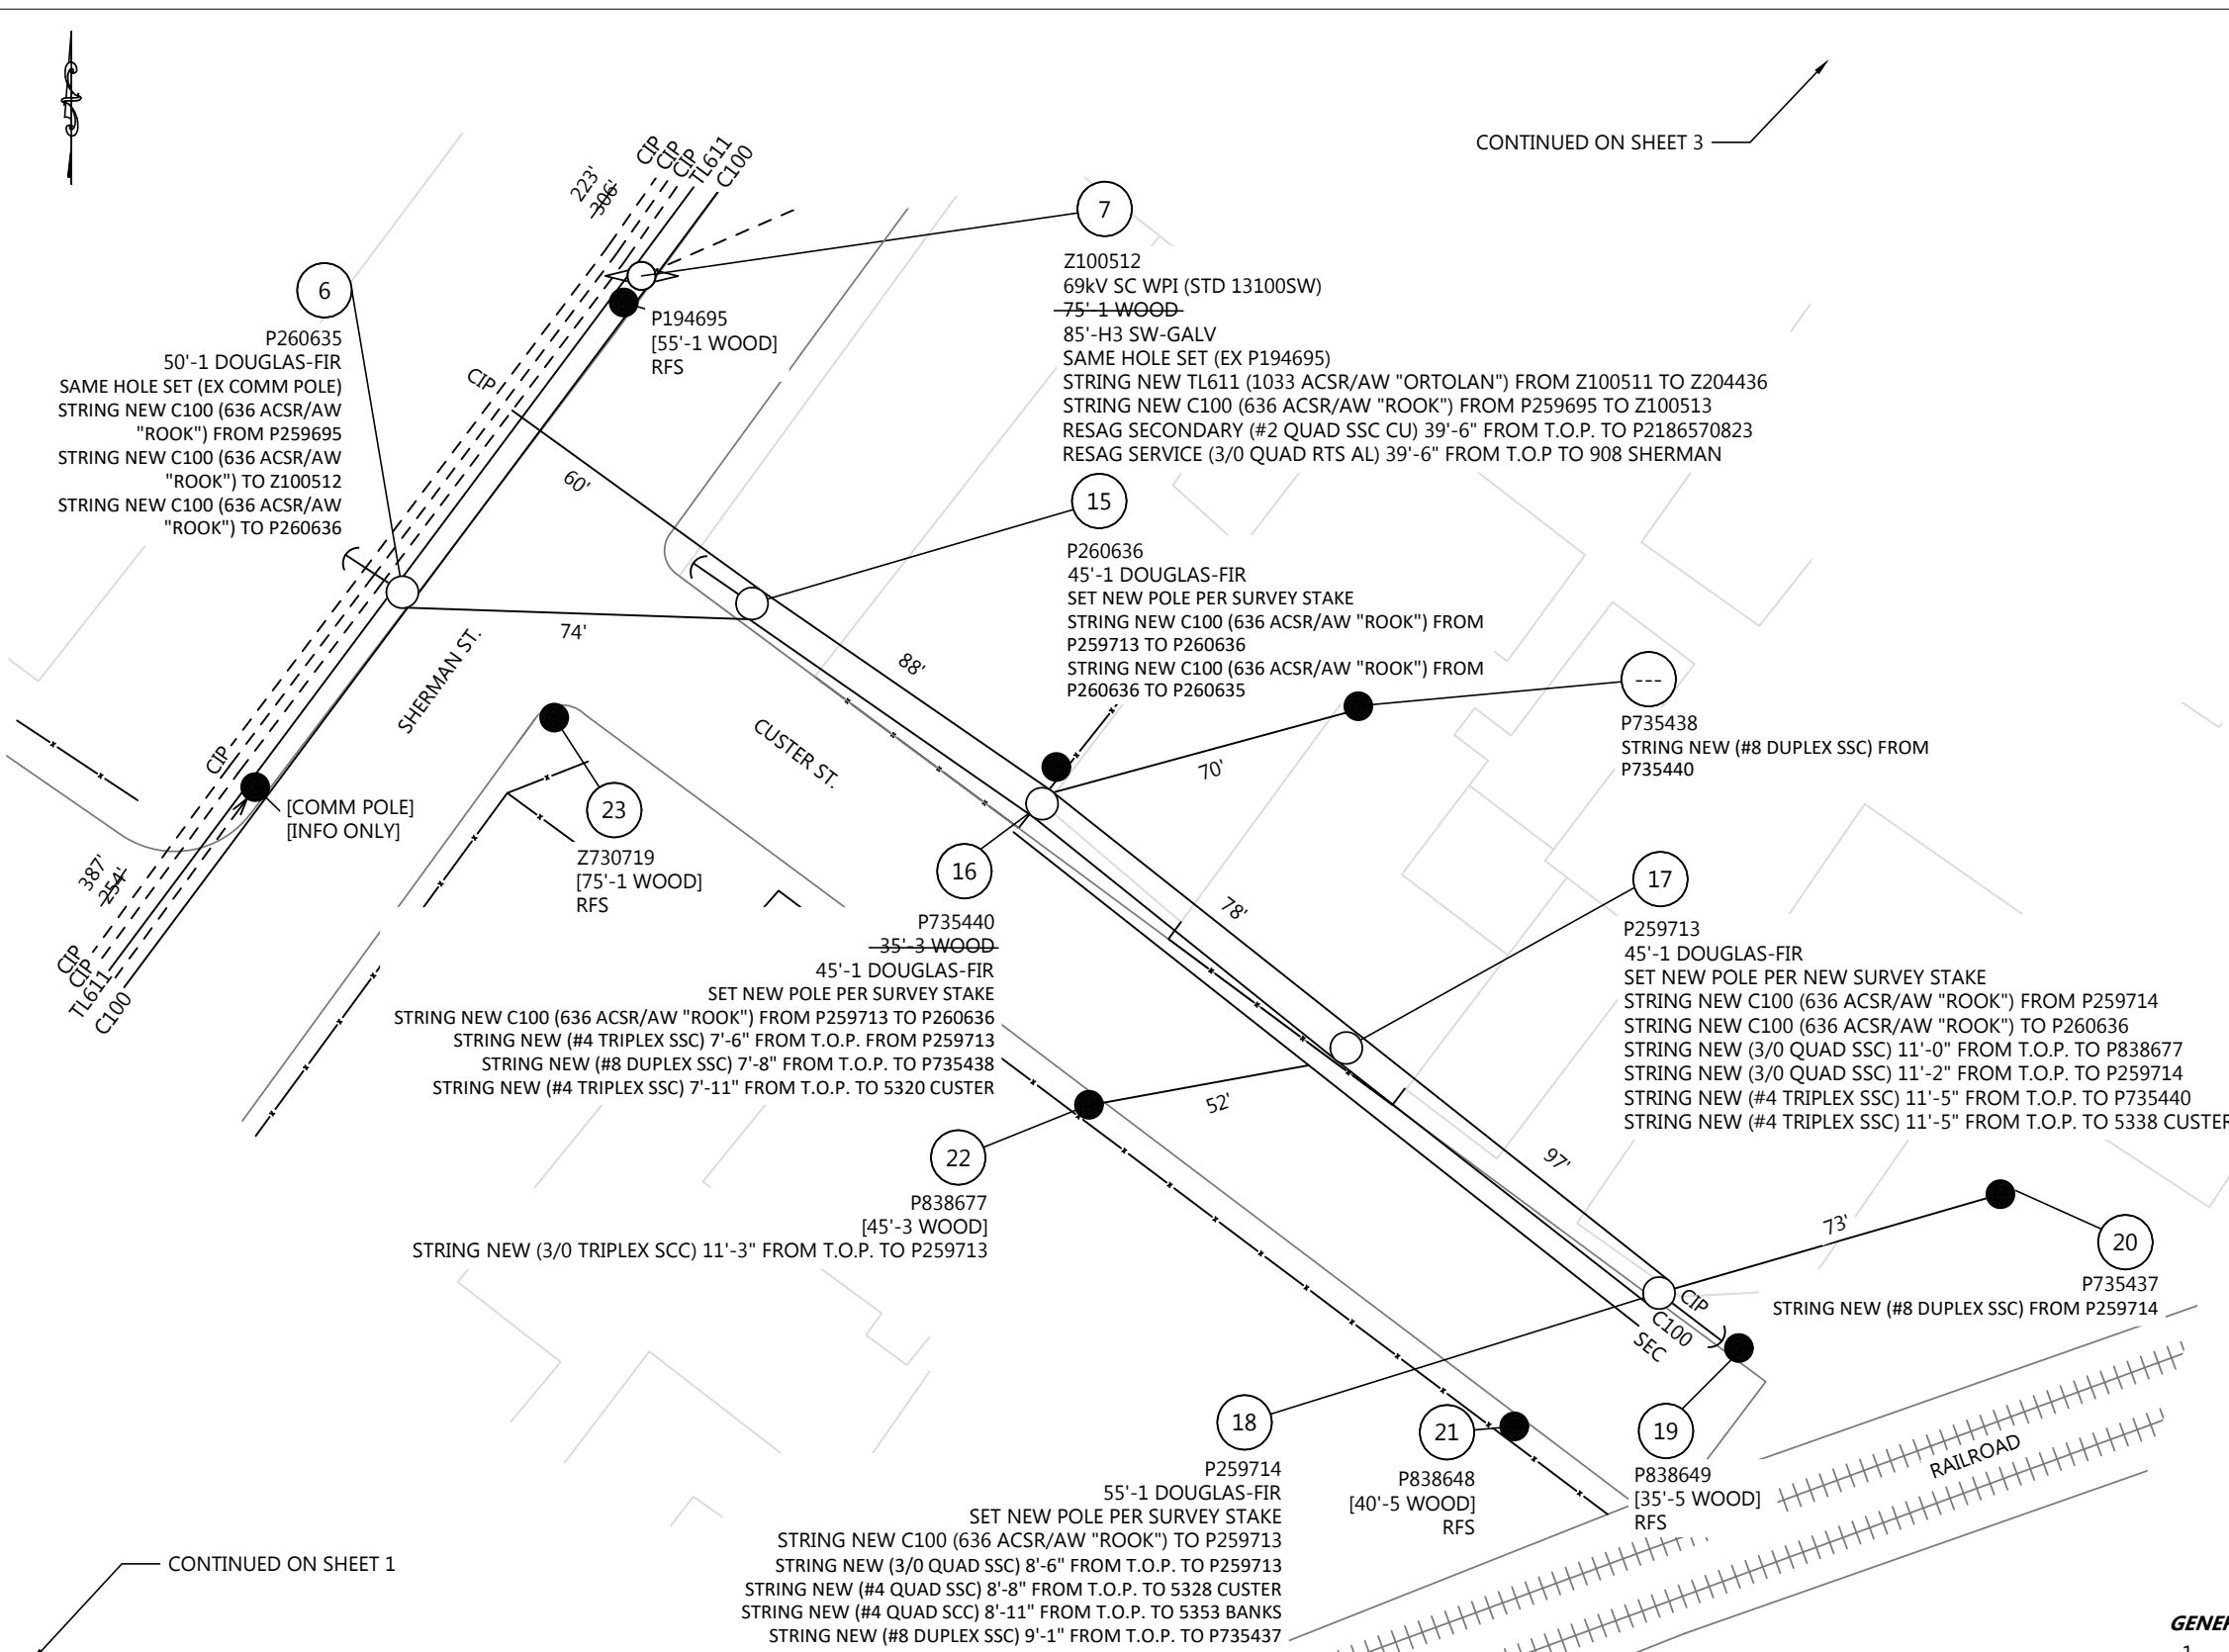 CONTINUED ON SHEET 3
CIP
CIP
CIP
TL611
C100
223'
306'
7
Z100512
69kV SC WPI (STD 13100SW)
75'-1 WOOD
85'-H3 SW-GALV
SAME HOLE SET (EX P194695)
STRING NEW TL611 (1033 ACSR/AW "ORTOLAN") FROM Z100511 TO Z204436
STRING NEW C100 (636 ACSR/AW "ROOK") FROM P259695 TO Z100513
RESAG SECONDARY (#2 QUAD SSC CU) 39'-6" FROM T.O.P. TO P2186570823
RESAG SERVICE (3/0 QUAD RTS AL) 39'-6" FROM T.O.P TO 908 SHERMAN
6
P260635
50'-1 DOUGLAS-FIR
SAME HOLE SET (EX COMM POLE)
STRING NEW C100 (636 ACSR/AW
"ROOK") FROM P259695
STRING NEW C100 (636 ACSR/AW
"ROOK") TO Z100512
STRING NEW C100 (636 ACSR/AW
"ROOK") TO P260636
P194695
[55'-1 WOOD]
RFS
CIP
60'
15
P260636
45'-1 DOUGLAS-FIR
SET NEW POLE PER SURVEY STAKE
STRING NEW C100 (636 ACSR/AW "ROOK") FROM
P259713 TO P260636
STRING NEW C100 (636 ACSR/AW "ROOK") FROM
P260636 TO P260635
74'
SHERMAN ST.
88'
CUSTER ST.
---
P735438
STRING NEW (#8 DUPLEX SSC) FROM
P735440
70'
CIP
[COMM POLE]
[INFO ONLY]
23
Z730719
[75'-1 WOOD]
RFS
387'
254'
CIP
CIP
TL611
C100
16
P735440
35'-3 WOOD
45'-1 DOUGLAS-FIR
SET NEW POLE PER SURVEY STAKE
STRING NEW C100 (636 ACSR/AW "ROOK") FROM P259713 TO P260636
STRING NEW (#4 TRIPLEX SSC) 7'-6" FROM T.O.P. FROM P259713
STRING NEW (#8 DUPLEX SSC) 7'-8" FROM T.O.P. TO P735438
STRING NEW (#4 TRIPLEX SSC) 7'-11" FROM T.O.P. TO 5320 CUSTER
78'
17
P259713
45'-1 DOUGLAS-FIR
SET NEW POLE PER NEW SURVEY STAKE
STRING NEW C100 (636 ACSR/AW "ROOK") FROM P259714
STRING NEW C100 (636 ACSR/AW "ROOK") TO P260636
STRING NEW (3/0 QUAD SSC) 11'-0" FROM T.O.P. TO P838677
STRING NEW (3/0 QUAD SSC) 11'-2" FROM T.O.P. TO P259714
STRING NEW (#4 TRIPLEX SSC) 11'-5" FROM T.O.P. TO P735440
STRING NEW (#4 TRIPLEX SSC) 11'-5" FROM T.O.P. TO 5338 CUSTER
52'
22
P838677
[45'-3 WOOD]
STRING NEW (3/0 TRIPLEX SCC) 11'-3" FROM T.O.P. TO P259713
97'
73'
20
P735437
STRING NEW (#8 DUPLEX SSC) FROM P259714
CIP
C100
SEC
18
P259714
55'-1 DOUGLAS-FIR
SET NEW POLE PER SURVEY STAKE
STRING NEW C100 (636 ACSR/AW "ROOK") TO P259713
STRING NEW (3/0 QUAD SSC) 8'-6" FROM T.O.P. TO P259713
STRING NEW (#4 QUAD SSC) 8'-8" FROM T.O.P. TO 5328 CUSTER
STRING NEW (#4 QUAD SCC) 8'-11" FROM T.O.P. TO 5353 BANKS
STRING NEW (#8 DUPLEX SSC) 9'-1" FROM T.O.P. TO P735437
21
P838648
[40'-5 WOOD]
RFS
19
P838649
[35'-5 WOOD]
RFS
RAILROAD
CONTINUED ON SHEET 1